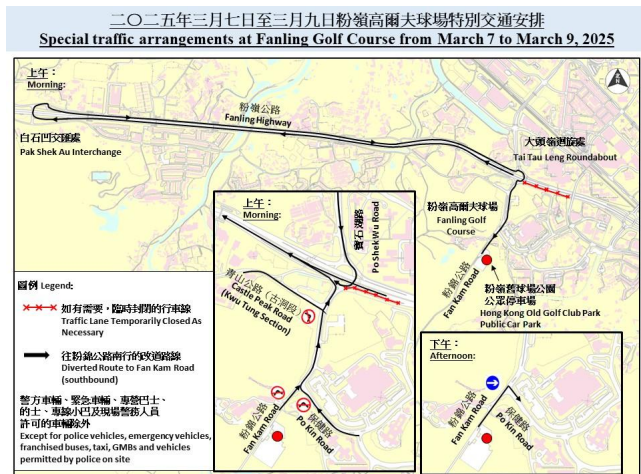 二〇二五年三月七日至三月九日粉嶺高爾夫球場特別交通安排
Special traffic arrangements at Fanling Golf Course from March 7 to March 9, 2025
上午：
Morning:
粉嶺公路
Fanling Highway
白石凹交匯處
Pak Shek Au Interchange
大頭嶺迴旋處
Tai Tau Leng Roundabout
粉嶺高爾夫球場
Fanling Golf
Course
粉錦公路
Fan Kam Road
粉嶺舊球場公園
公眾停車場
Hong Kong Old Golf Club Park
Public Car Park
上午：
Morning:
寶石湖路
Po Shek Wu Road
青山公路（古洞段）
Castle Peak Road
(Kwu Tung Section)
粉錦公路
Fan Kam Road
保健路
Po Kin Road
下午：
Afternoon:
粉錦公路
Fan Kam Road
保健路
Po Kin Road
圖例 Legend:
如有需要，臨時封閉的行車線
Traffic Lane Temporarily Closed As
Necessary
往粉錦公路南行的改道路線
Diverted Route to Fan Kam Road
(southbound)
警方車輛、緊急車輛、專營巴士、
的士、專線小巴及現場警務人員
許可的車輛除外
Except for police vehicles, emergency vehicles,
franchised buses, taxi, GMBs and vehicles
permitted by police on site